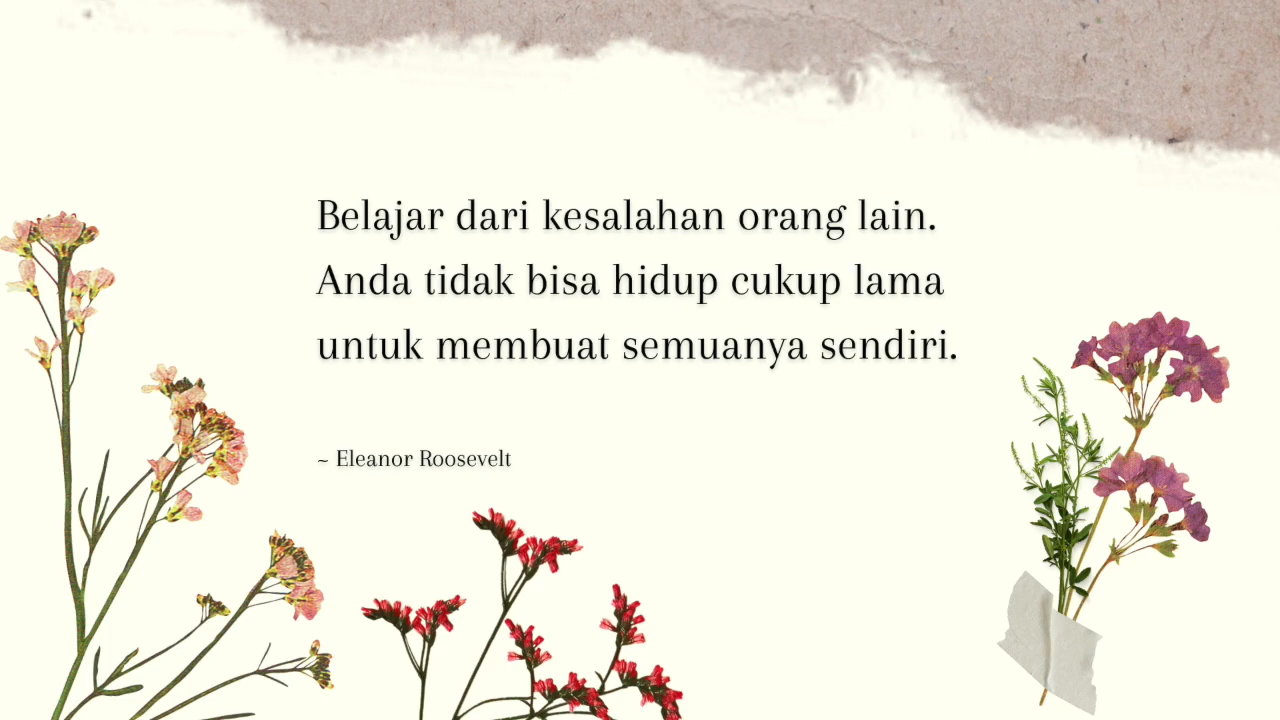 Belajar dari kesalahan orang lain.
Anda tidak bisa hidup cukup lama
untuk membuat semuanya sendiri.
~ Eleanor Roosevelt